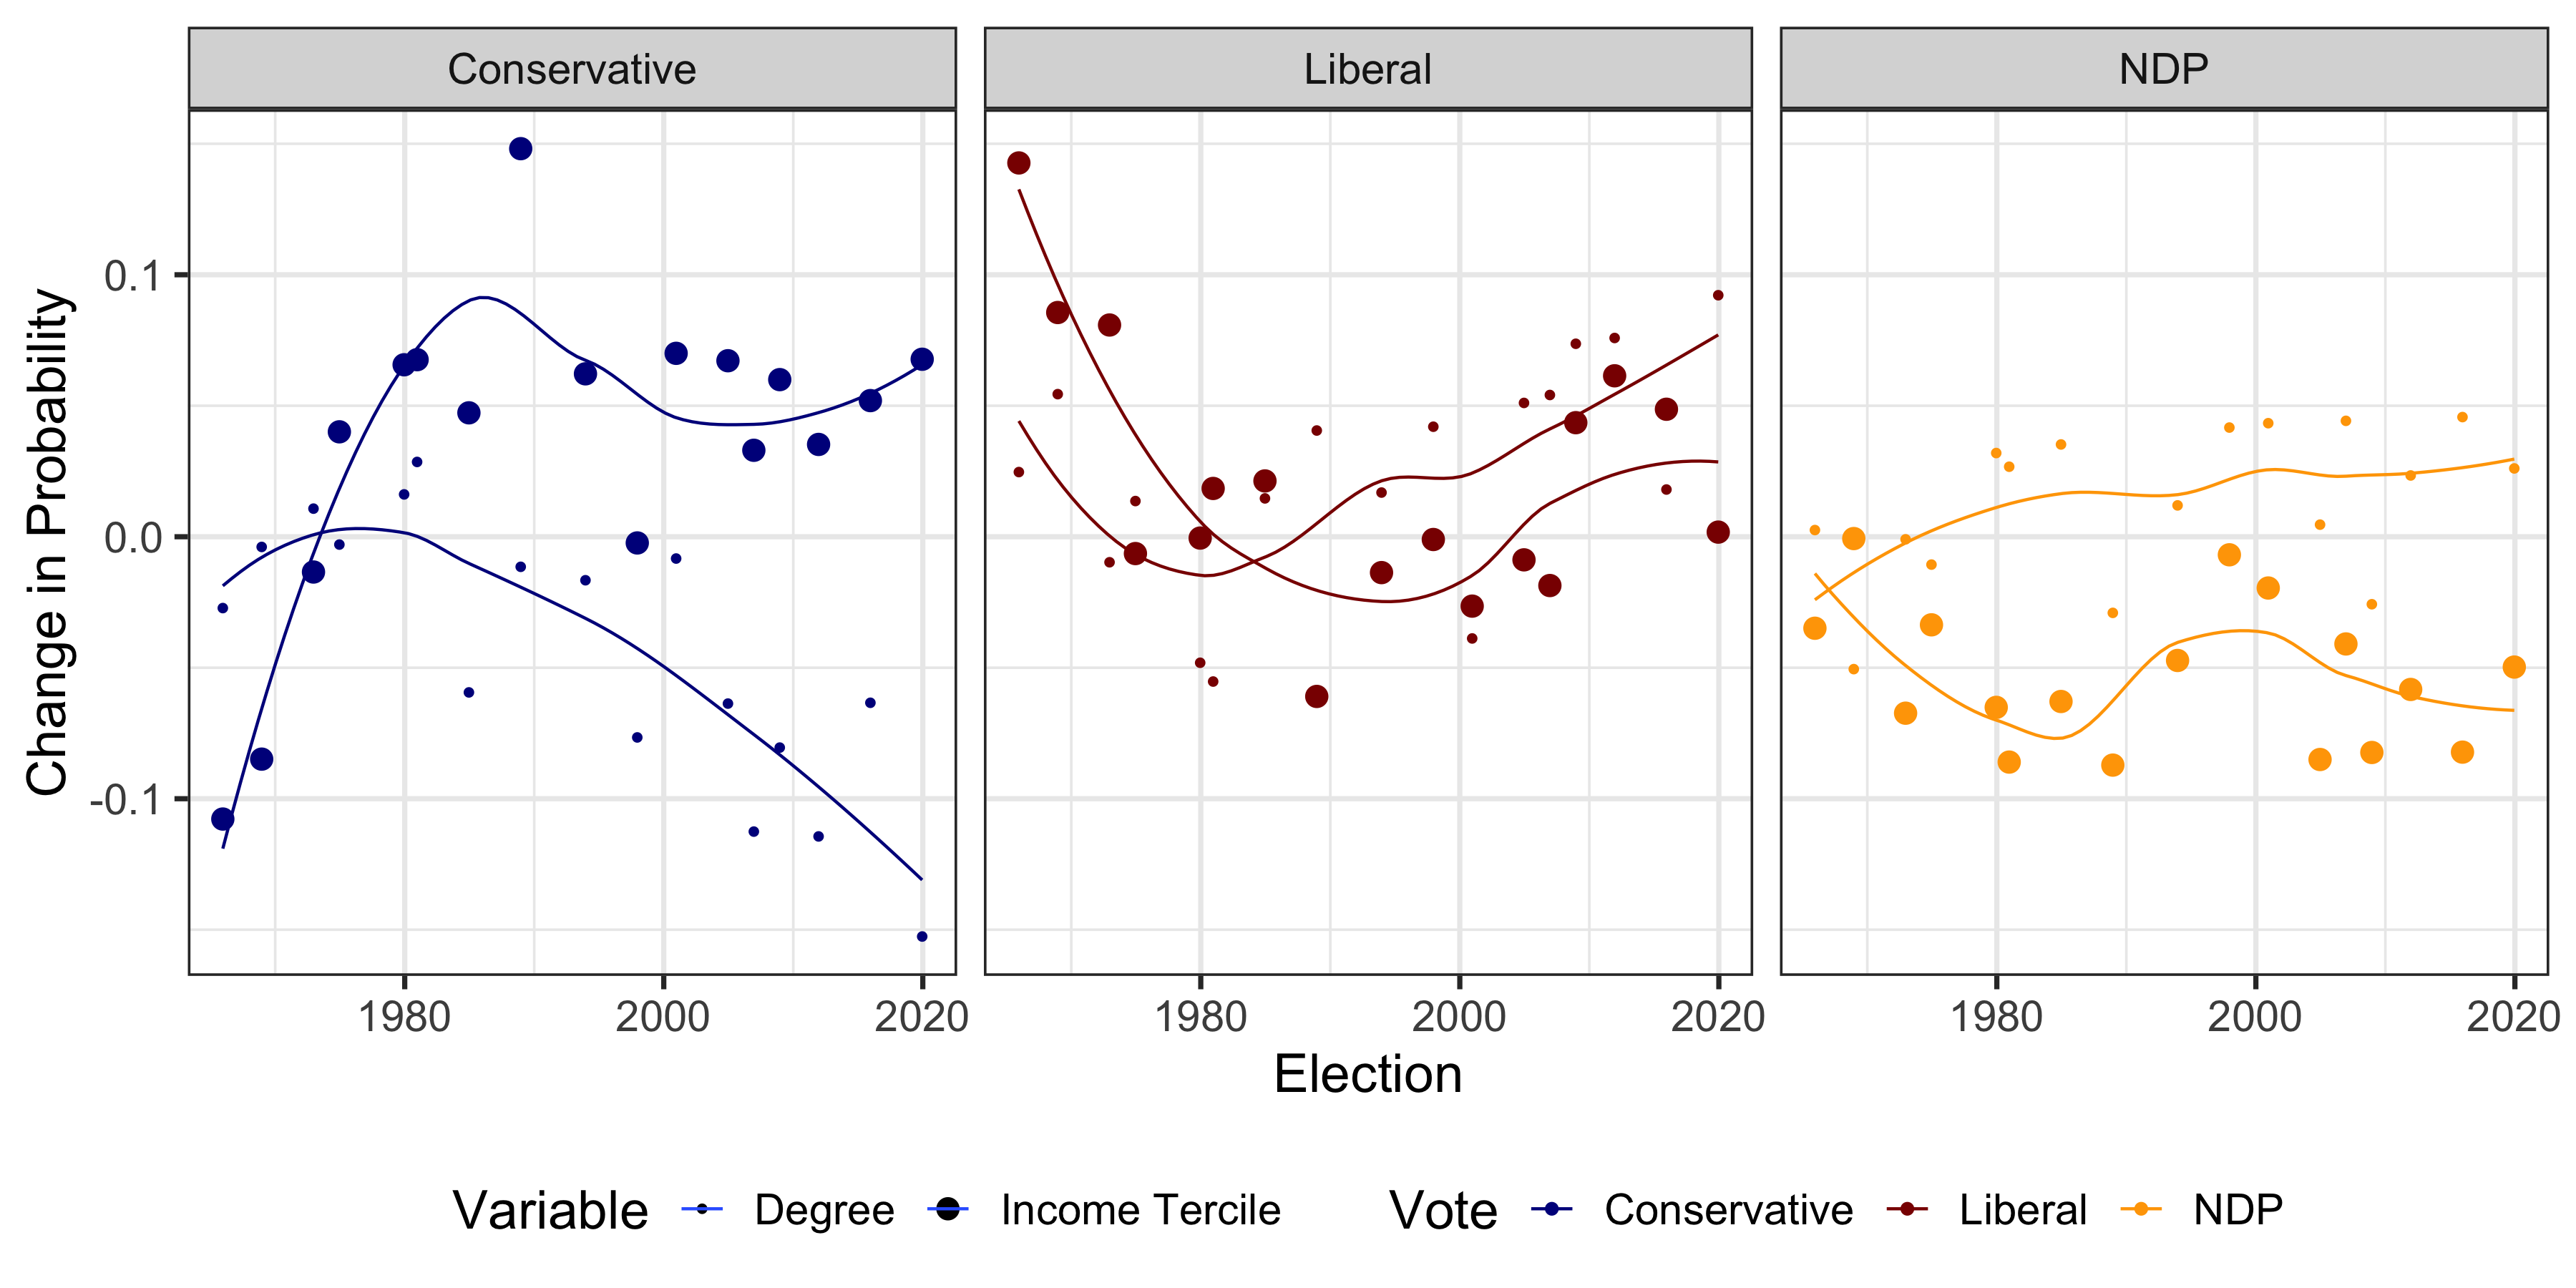 Conservative Liberal NDP
Change in Probability
0.1
0.0
-0.1
1980 2000 2020 1980 2000 2020 1980 2000 2020
Election
Variable Degree Income Tercile Vote Conservative Liberal NDP